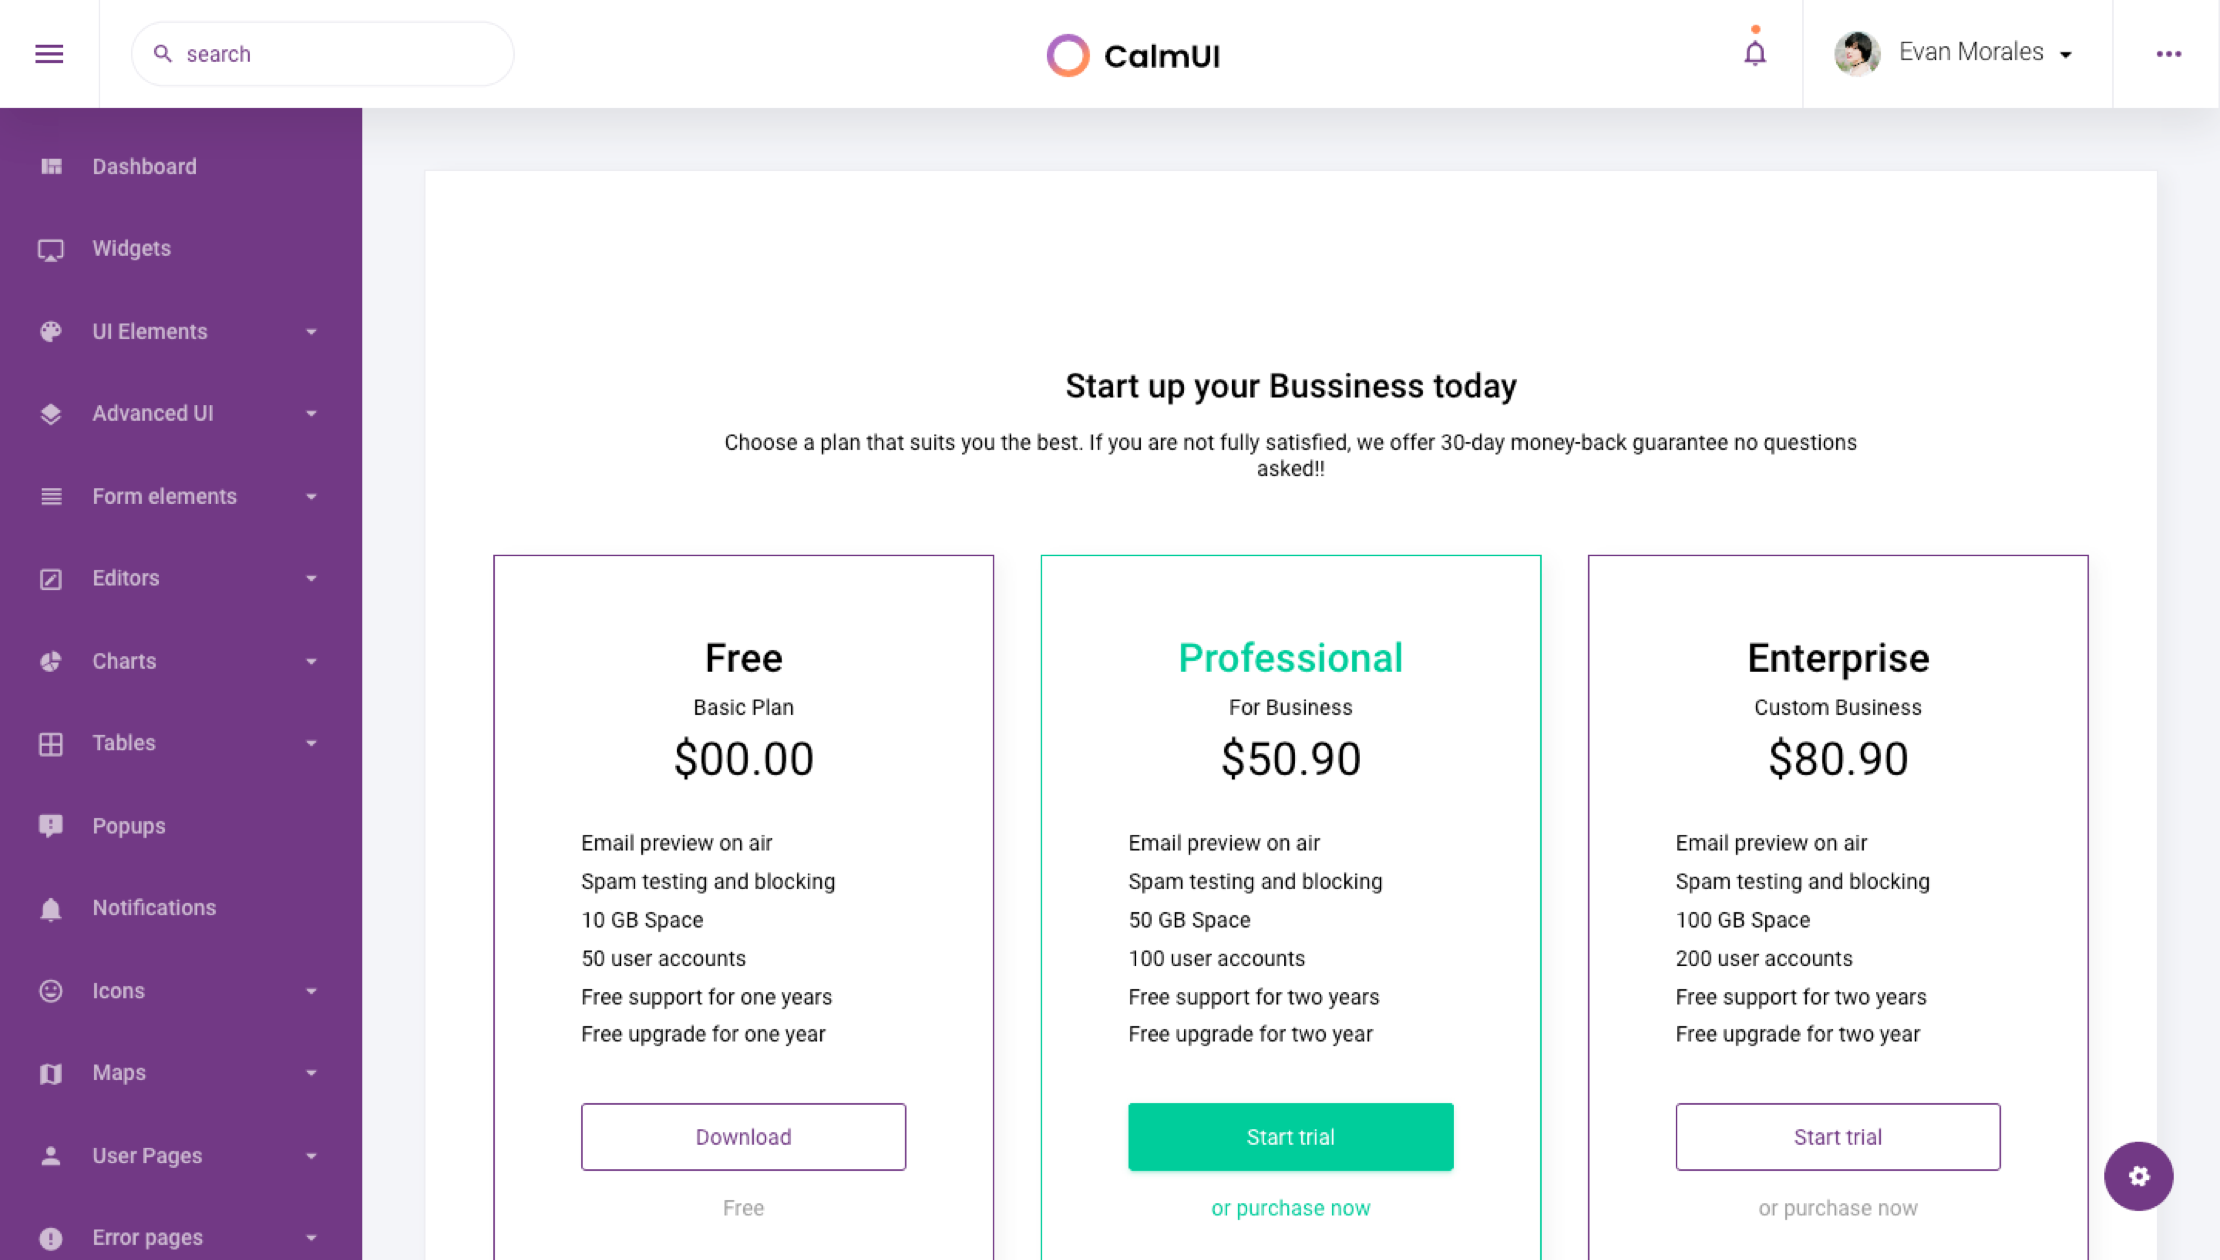 search
CalmUI
Evan Morales
Dashboard
Widgets
UI Elements
Advanced UI
Form elements
Editors
Charts
Tables
Popups
Notifications
Icons
Maps
User Pages
Error pages
Start up your Bussiness today
Choose a plan that suits you the best. If you are not fully satisfied, we offer 30-day money-back guarantee no questions
asked!!
Free
Basic Plan
$00.00
Email preview on air
Spam testing and blocking
10 GB Space
50 user accounts
Free support for one years
Free upgrade for one year
Download
Free
Professional
For Business
$50.90
Email preview on air
Spam testing and blocking
50 GB Space
100 user accounts
Free support for two years
Free upgrade for two year
Start trial
or purchase now
Enterprise
Custom Business
$80.90
Email preview on air
Spam testing and blocking
100 GB Space
200 user accounts
Free support for two years
Free upgrade for two year
Start trial
or purchase now